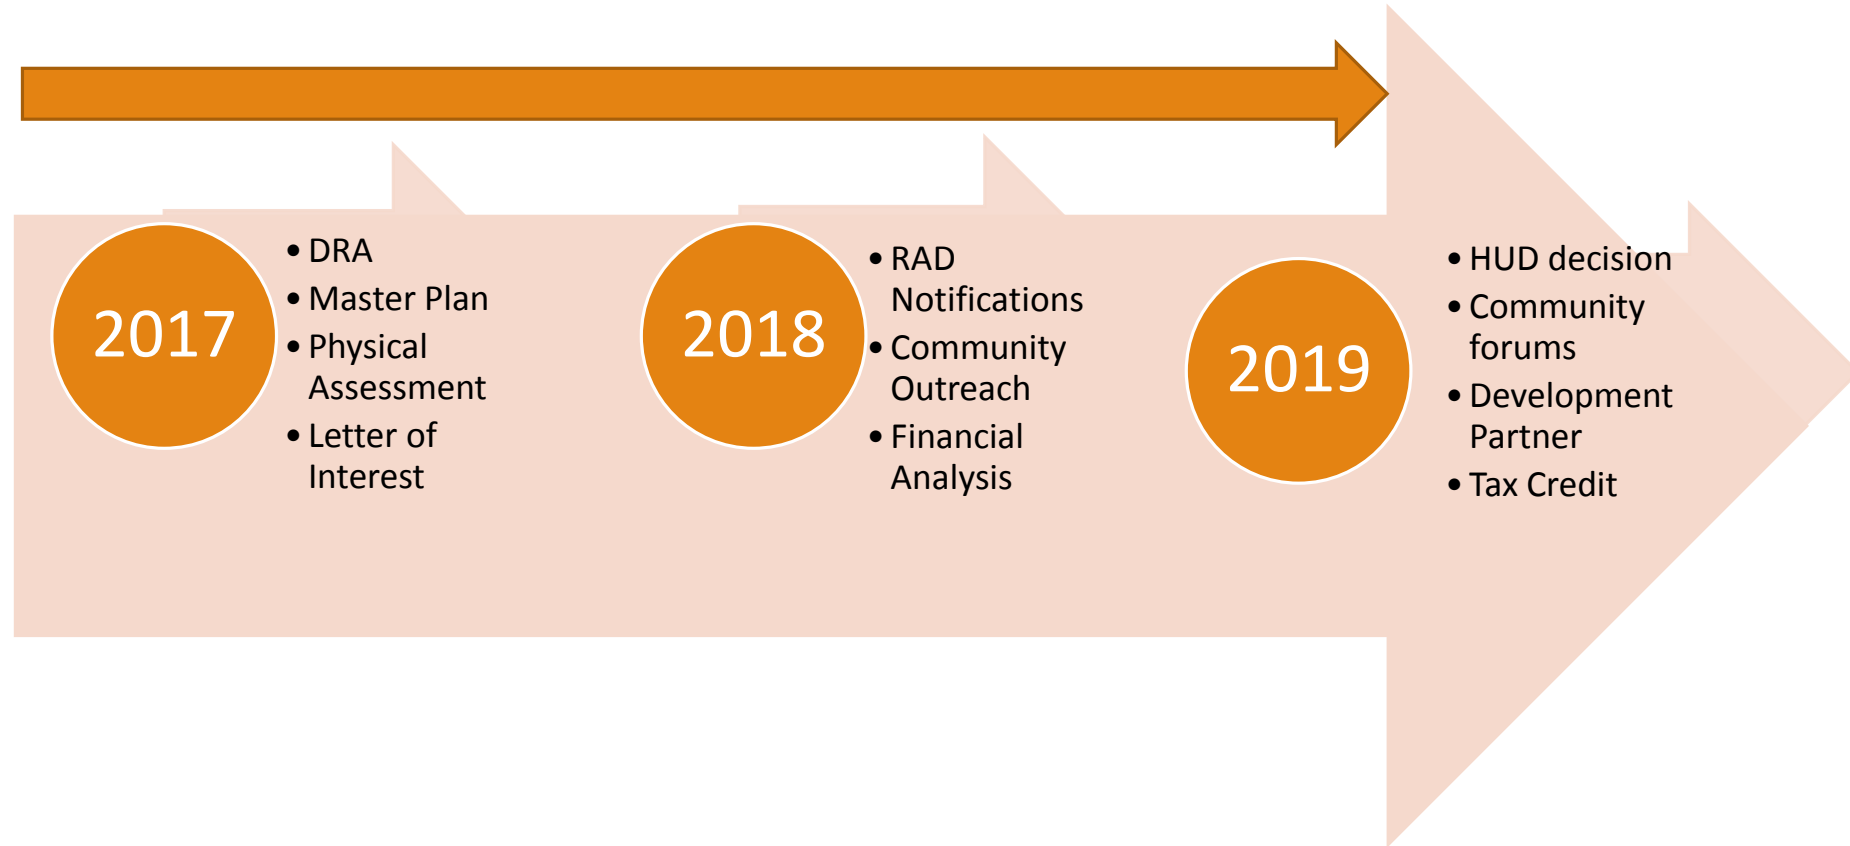 2017
• DRA
• Master Plan
• Physical
Assessment
• Letter of
Interest
2018
• RAD
Notifications
• Community
Outreach
• Financial
Analysis
2019
• HUD decision
• Community
forums
• Development
Partner
• Tax Credit